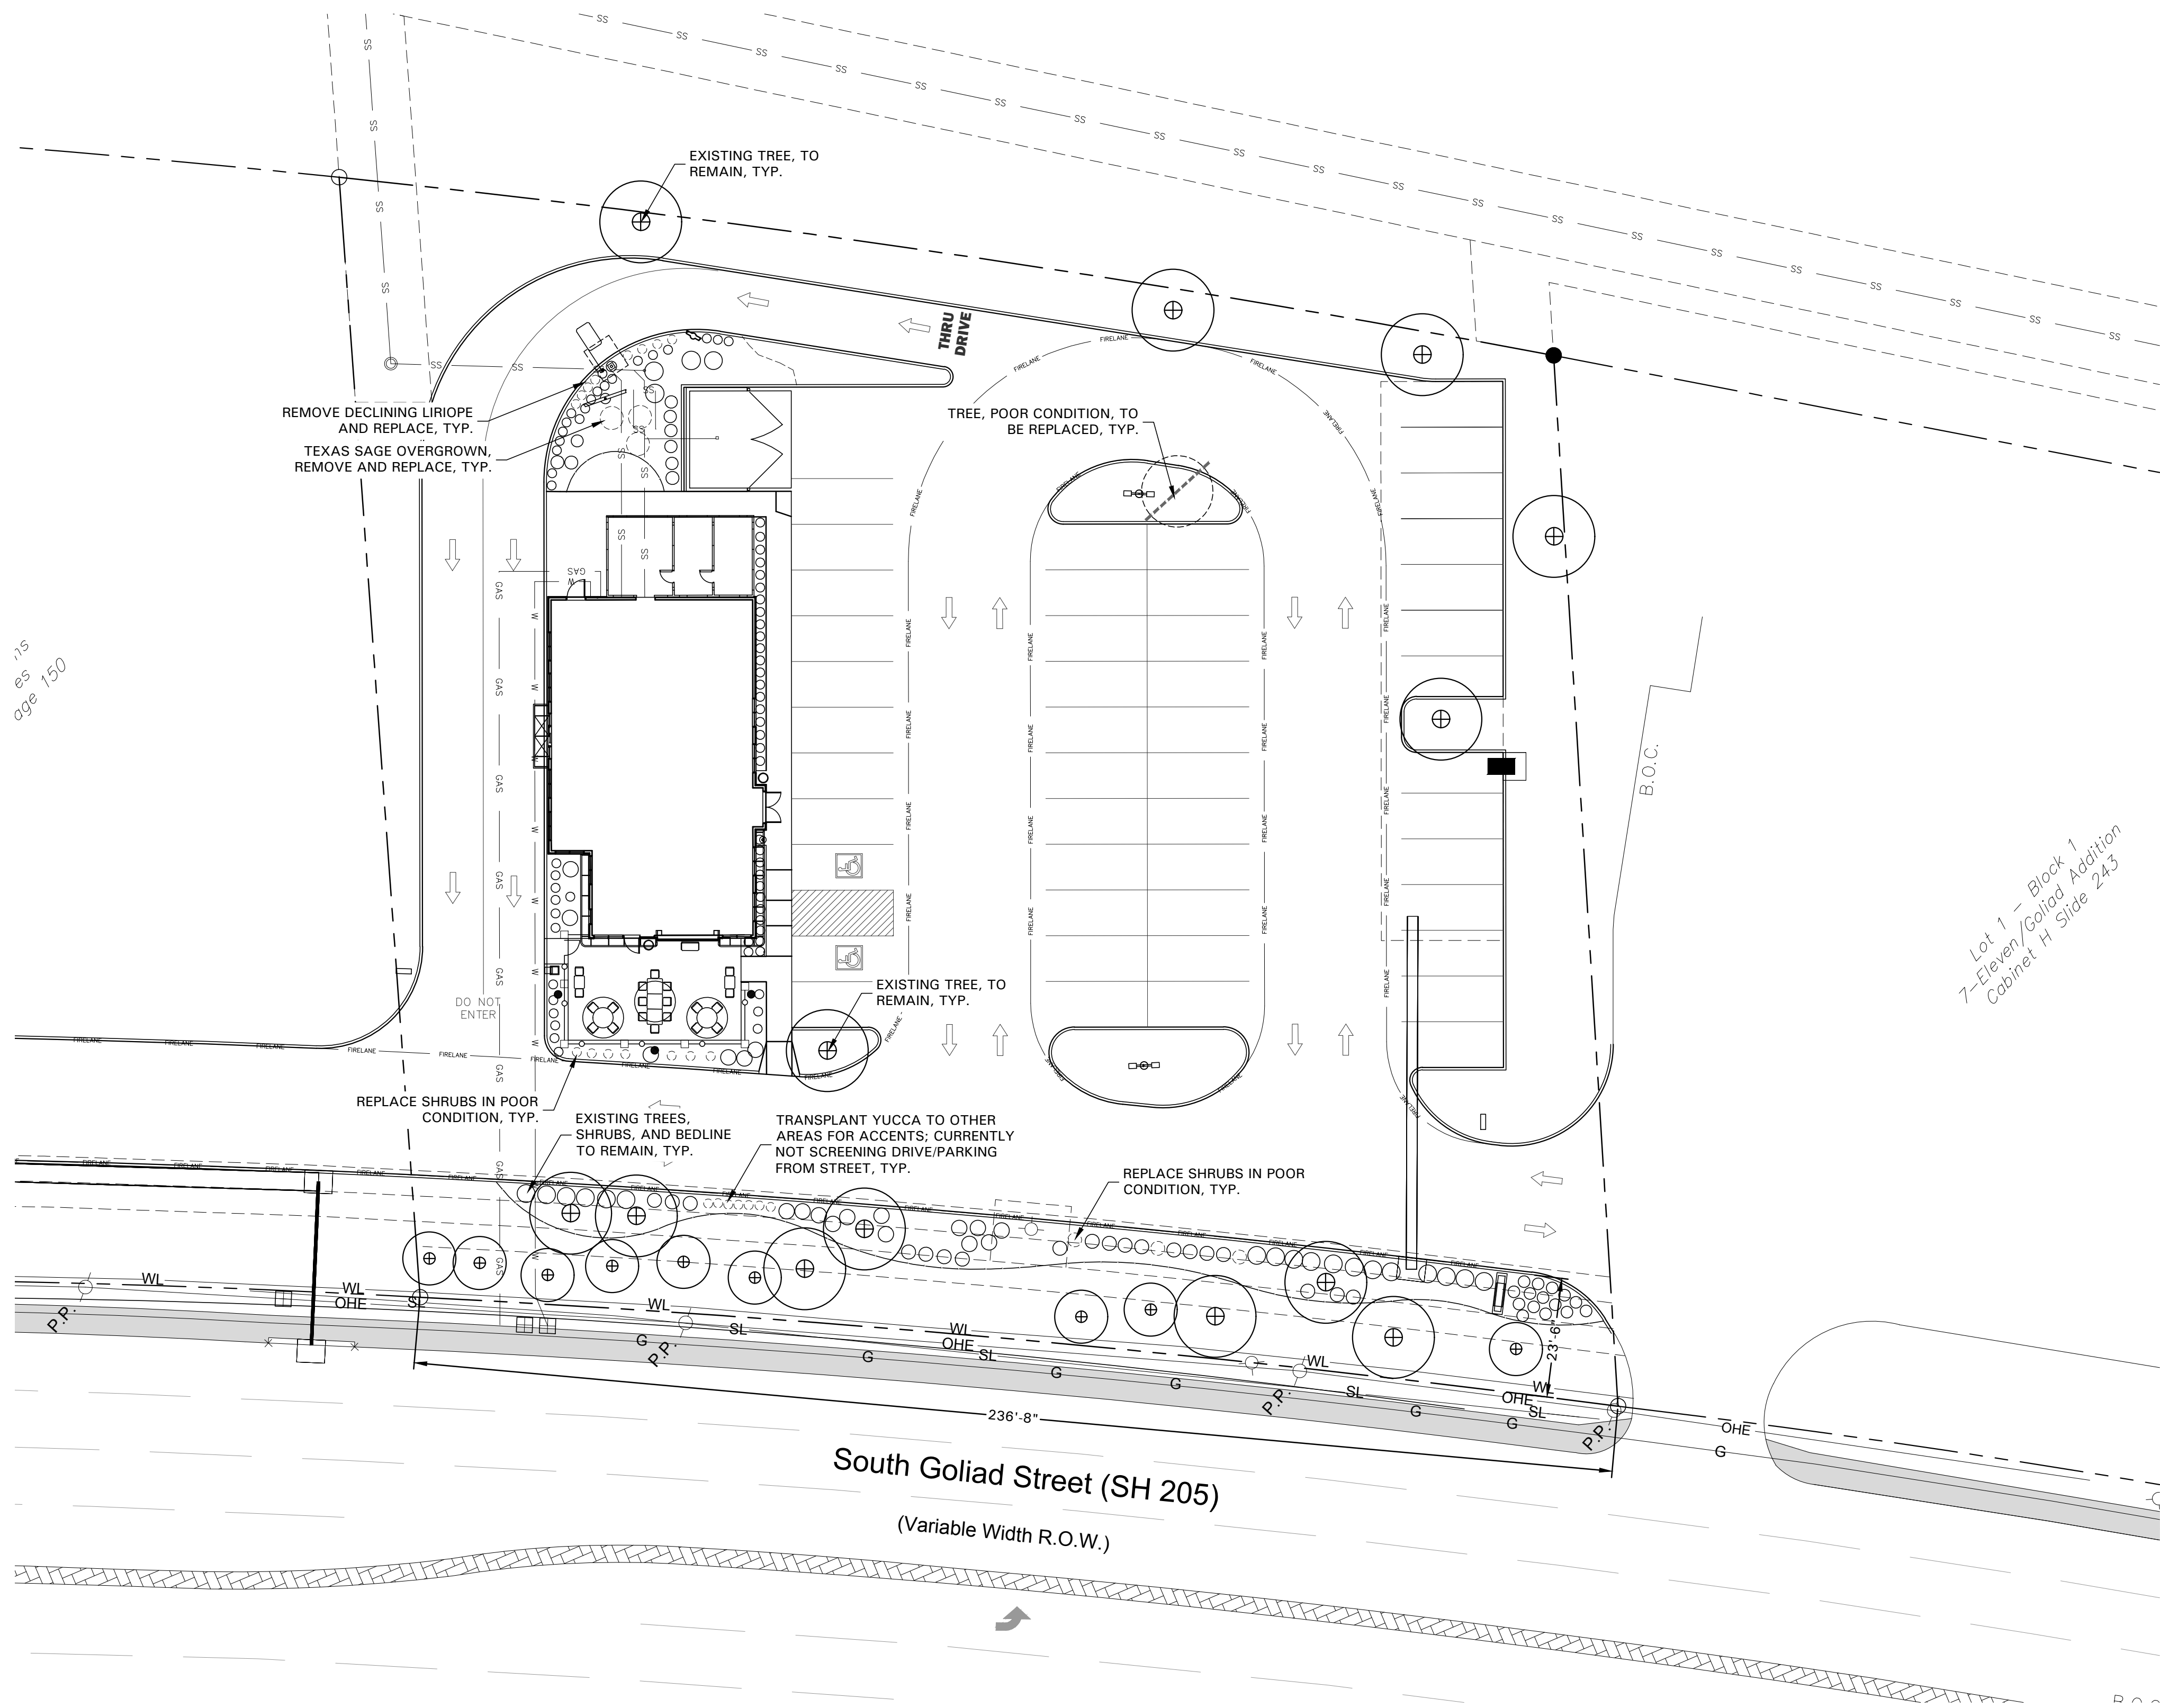 EXISTING TREE, TO
REMAIN, TYP.
THRU
DRIVE
REMOVE DECLINING LIRIOPE
AND REPLACE, TYP.
TEXAS SAGE OVERGROWN,
REMOVE AND REPLACE, TYP.
TREE, POOR CONDITION, TO
BE REPLACED, TYP.
SS
GAS
W
FIRELANE
es
age 150
B.O.C.
Lot 1 - Block 1
7-Eleven/Goliad Addition
Cabinet H Slide 243
DO NOT
ENTER
EXISTING TREE, TO
REMAIN, TYP.
REPLACE SHRUBS IN POOR
CONDITION, TYP.
EXISTING TREES,
SHRUBS, AND BEDLINE
TO REMAIN, TYP.
TRANSPLANT YUCCA TO OTHER
AREAS FOR ACCENTS; CURRENTLY
NOT SCREENING DRIVE/PARKING
FROM STREET, TYP.
REPLACE SHRUBS IN POOR
CONDITION, TYP.
WL
OHE
SL
G
P.P.
23'-6"
236'-8"
South Goliad Street (SH 205)
(Variable Width R.O.W.)